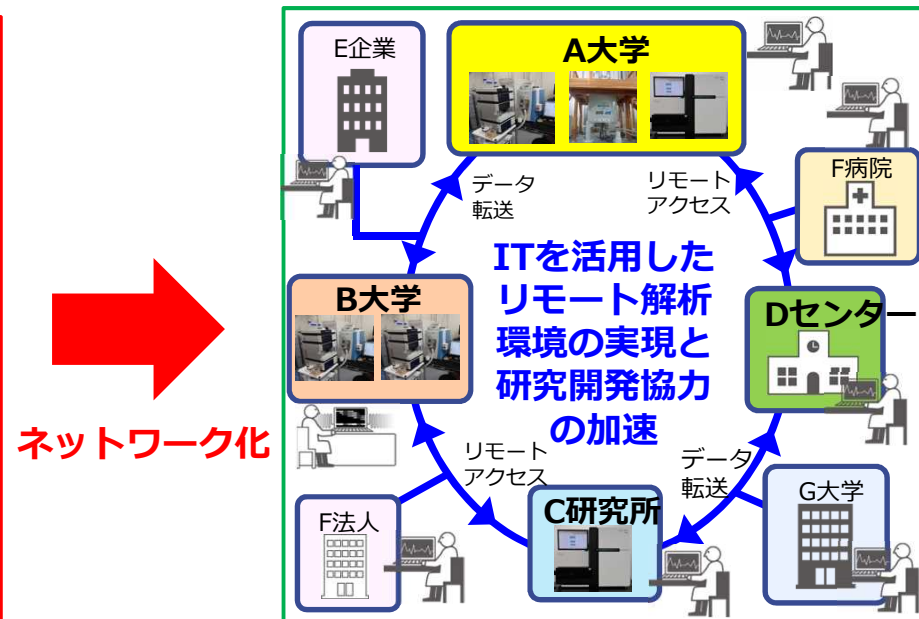 ネットワーク化
E企業
A大学
データ
転送
リモート
アクセス
F病院
ITを活用した
リモート解析
環境の実現と
研究開発協力
の加速
B大学
Dセンター
リモート
アクセス
データ
転送
F法人
C研究所
G大学